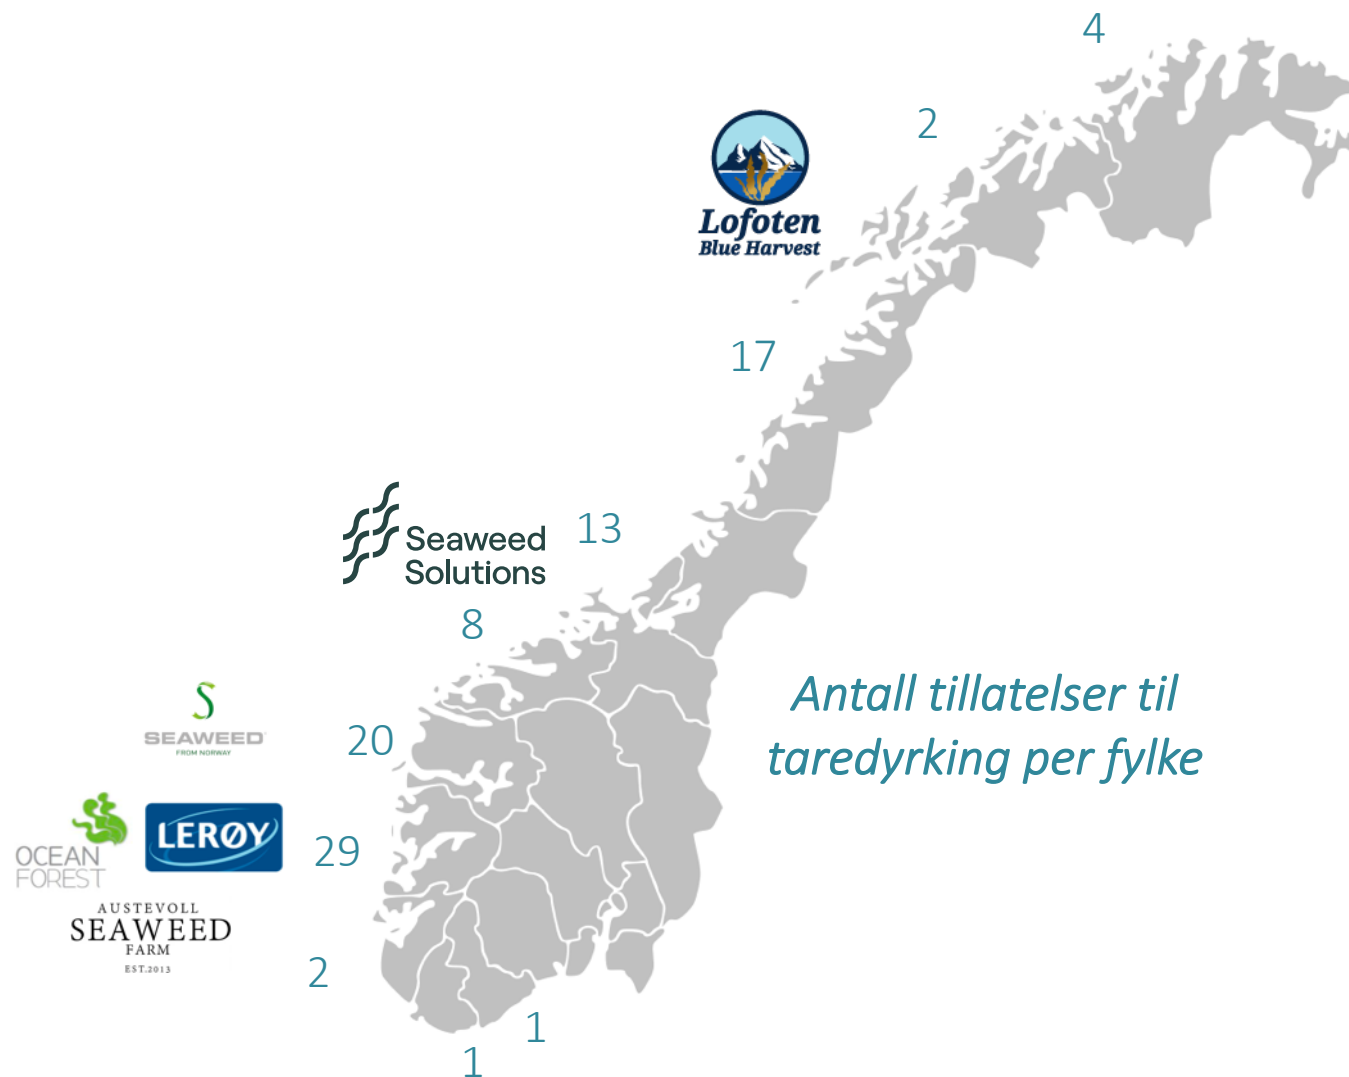 4
2
Lofoten
Blue Harvest
17
Seaweed
Solutions
13
8
S
SEAWEED
FROM NORWAY
20
Antall tillatelser til
taredyrking per fylke
OCEAN
FOREST
LERØY
29
AUSTEVOLL
SEAWEED
FARM
EST.2013
2
1
1